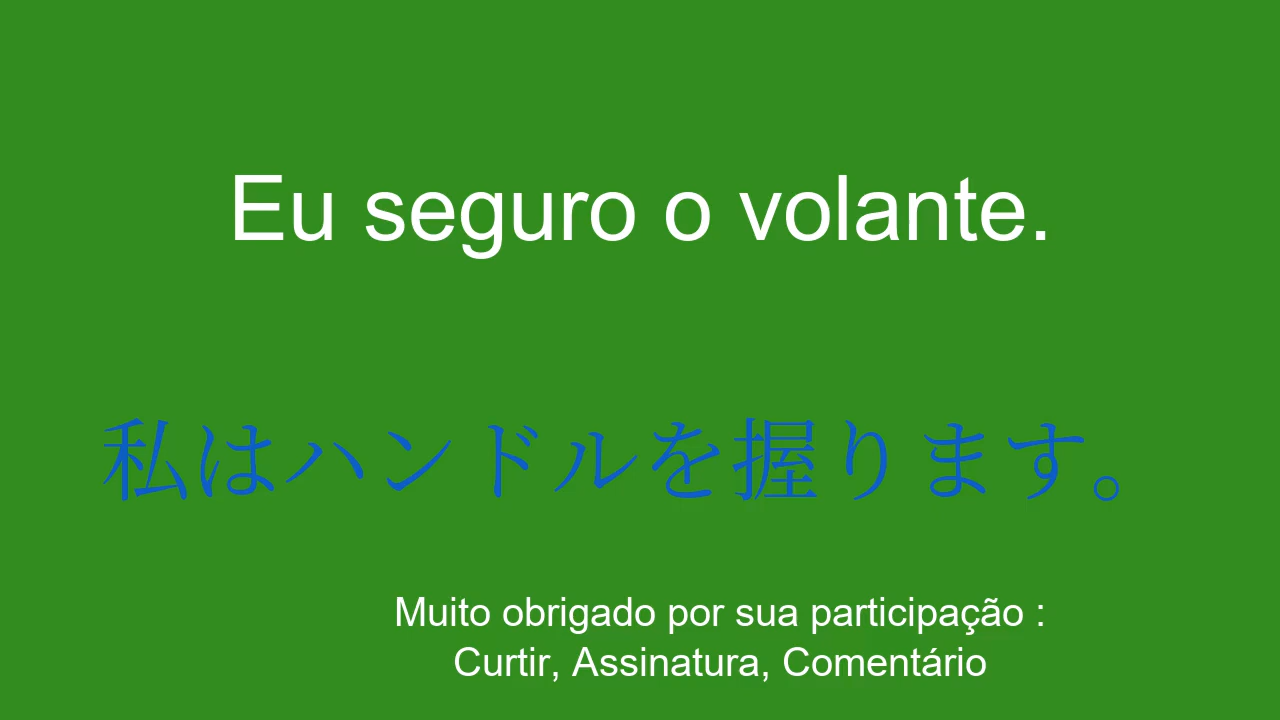 Eu seguro o volante.
私はハンドルを握ります。
Muito obrigado por sua participação :
Curtir, Assinatura, Comentário